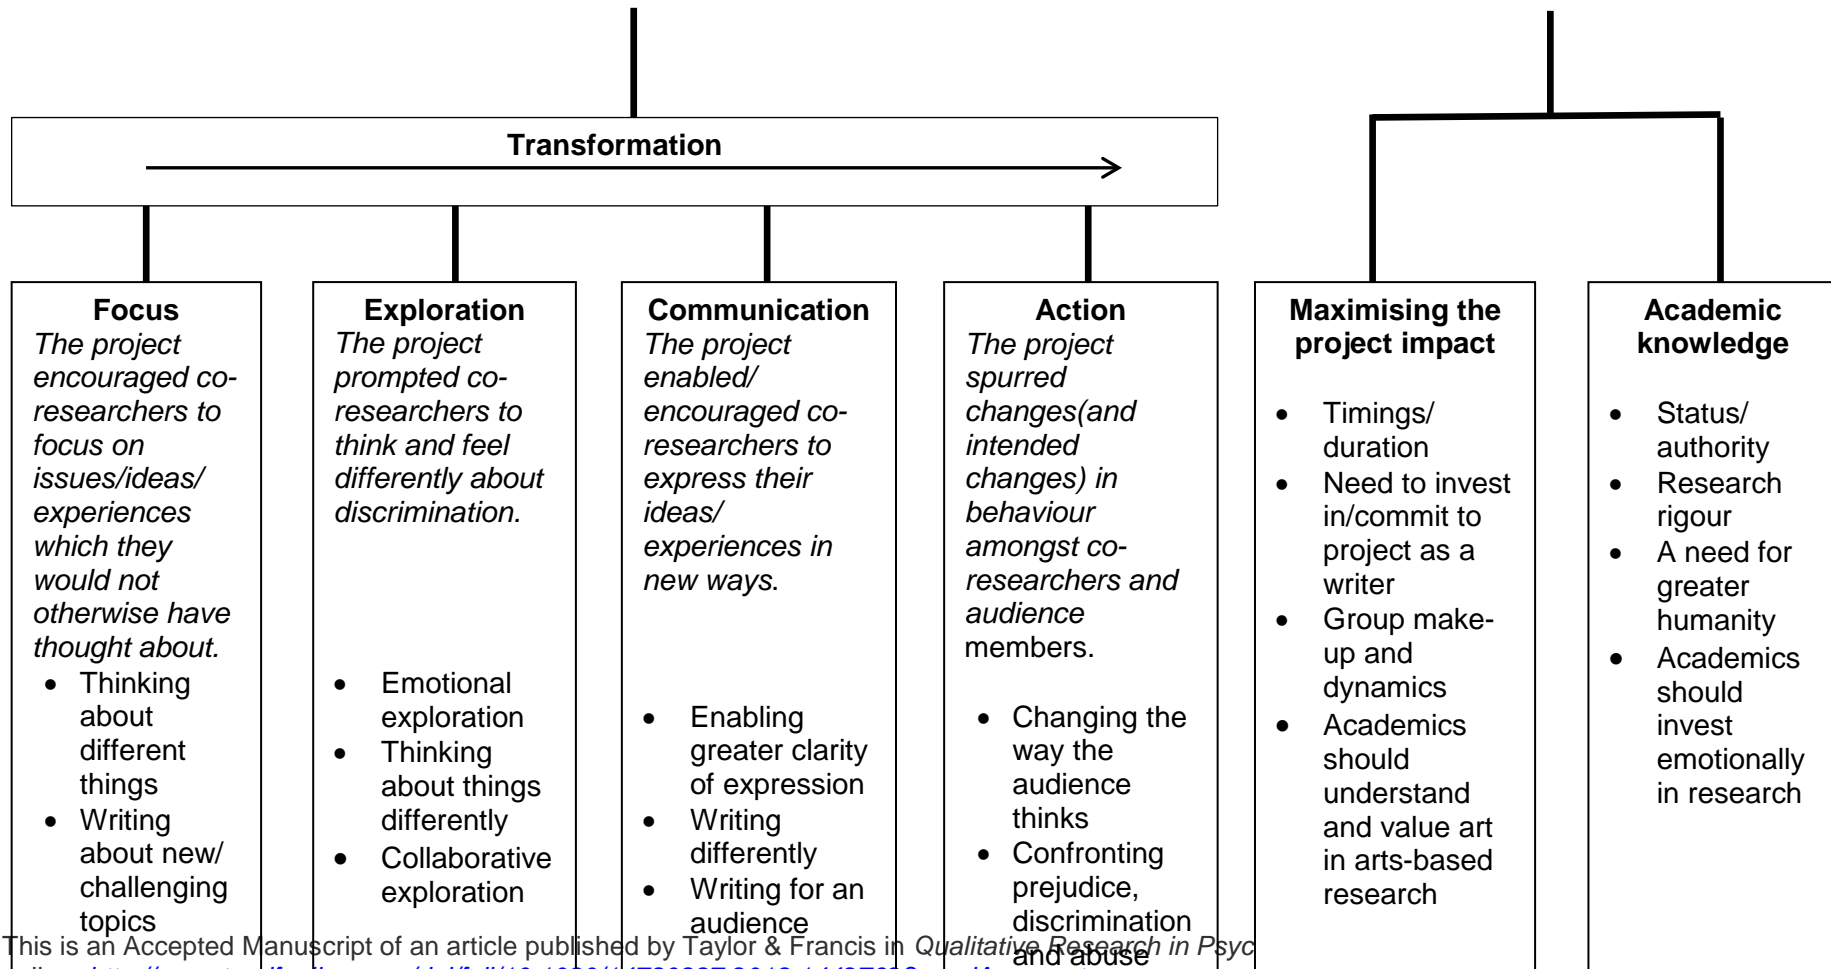 Transformation
Focus
The project
encouraged co-
researchers to
focus on
issues/ideas/
experiences
which they
would not
otherwise have
thought about.
• Thinking
about
different
things
• Writing
about new/
challenging
topics
Exploration
The project
prompted co-
researchers to
think and feel
differently about
discrimination.
• Emotional
exploration
• Thinking
about things
differently
• Collaborative
exploration
Communication
The project
enabled/
encouraged co-
researchers to
express their
ideas/
experiences in
new ways.
• Enabling
greater clarity
of expression
• Writing
differently
• Writing for an
audience
Action
The project
spurred
changes(and
intended
changes) in
behaviour
amongst co-
researchers and
audience
members.
• Changing the
way the
audience
thinks
• Confronting
prejudice,
discrimination
and abuse
Maximising the
project impact
• Timings/
duration
• Need to invest
in/commit to
project as a
writer
• Group make-
up and
dynamics
• Academics
should
understand
and value art
in arts-based
research
Academic
knowledge
• Status/
authority
• Research
rigour
• A need for
greater
humanity
• Academics
should
invest
emotionally
in research
This is an Accepted Manuscript of an article published by Taylor & Francis in Qualitative Research in Psyc